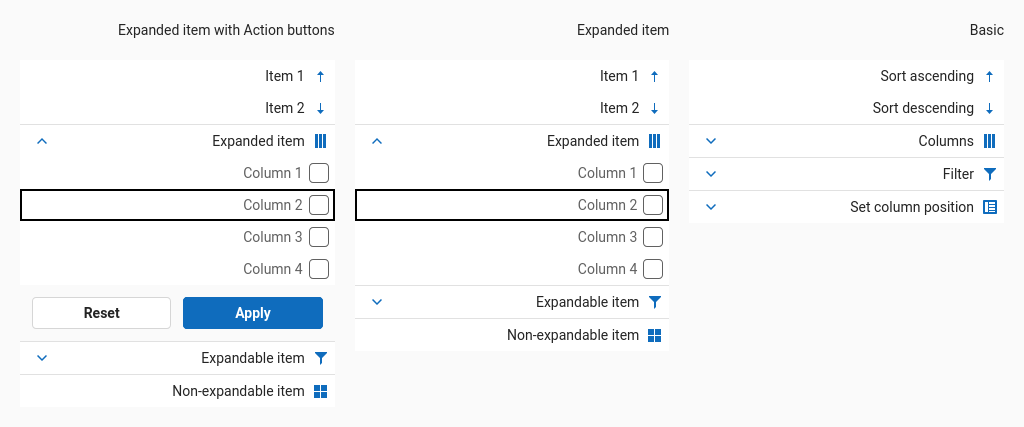 Expanded item with Action buttons
Item 1
Item 2
Expanded item
Column 1
Column 2
Column 3
Column 4
Reset
Apply
Expandable item
Non-expandable item
Expanded item
Item 1
Item 2
Expanded item
Column 1
Column 2
Column 3
Column 4
Expandable item
Non-expandable item
Basic
Sort ascending
Sort descending
Columns
Filter
Set column position